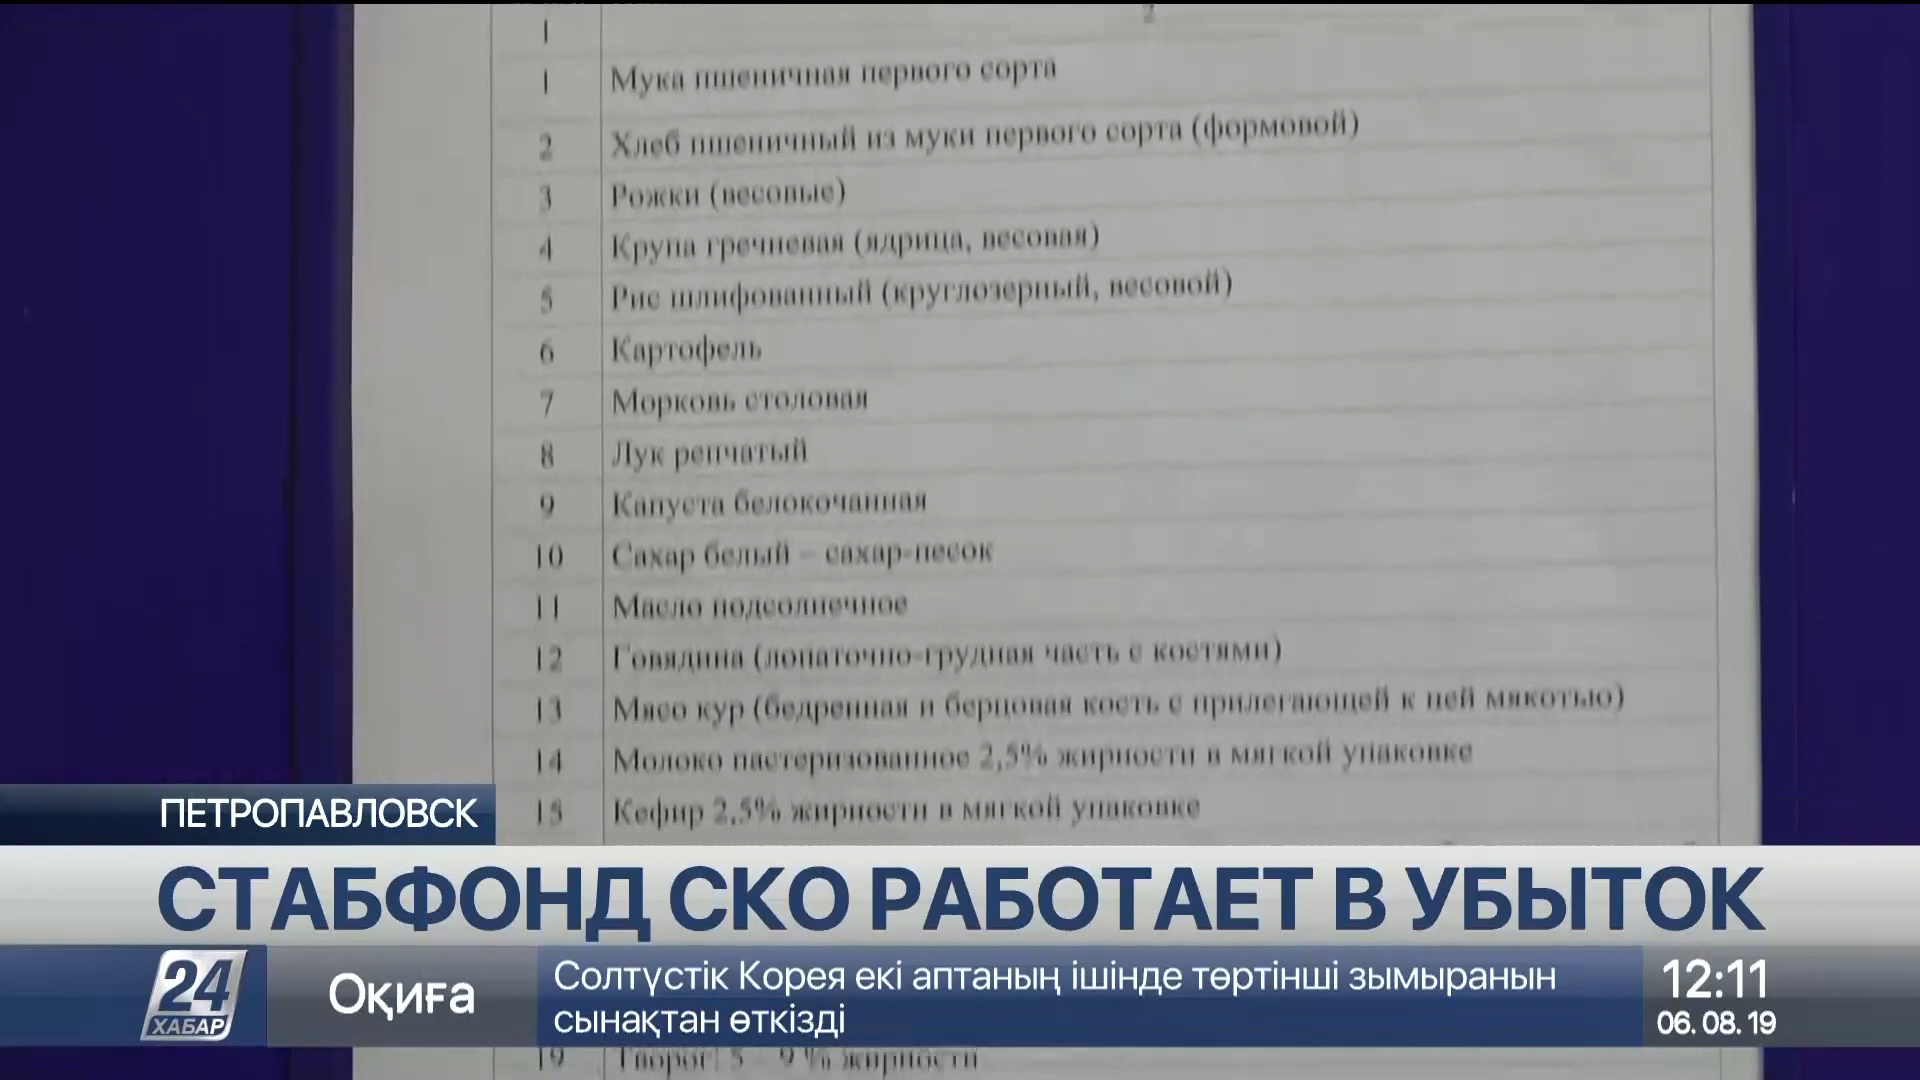 1 2
1 Мука пшеничная первого сорта
2 Хлеб пшеничный из муки первого сорта (формовой)
3 Рожки (весовые)
4 Крупа гречневая (ядрица, весовая)
5 Рис шлифованный (круглозерный, весовой)
6 Картофель
7 Морковь столовая
8 Лук репчатый
9 Капуста белокочанная
10 Сахар белый – сахар-песок
11 Масло подсолнечное
12 Говядина (лопаточно-грудная часть с костями)
13 Мясо кур (бедренная и берцовая кость с прилегающей к ней мякотью)
14 Молоко пастеризованное 2,5% жирности в мягкой упаковке
15 Кефир 2,5% жирности в мягкой упаковке
ПЕТРОПАВЛОВСК
СТАБФОНД СКО РАБОТАЕТ В УБЫТОК
24 ХАБАР
Оқиға
Солтүстік Корея екі аптаның ішінде төртінші зымыранын
сынақтан өткізді
12:11
06. 08. 19
19 Творог: 5 – 9 % жирности